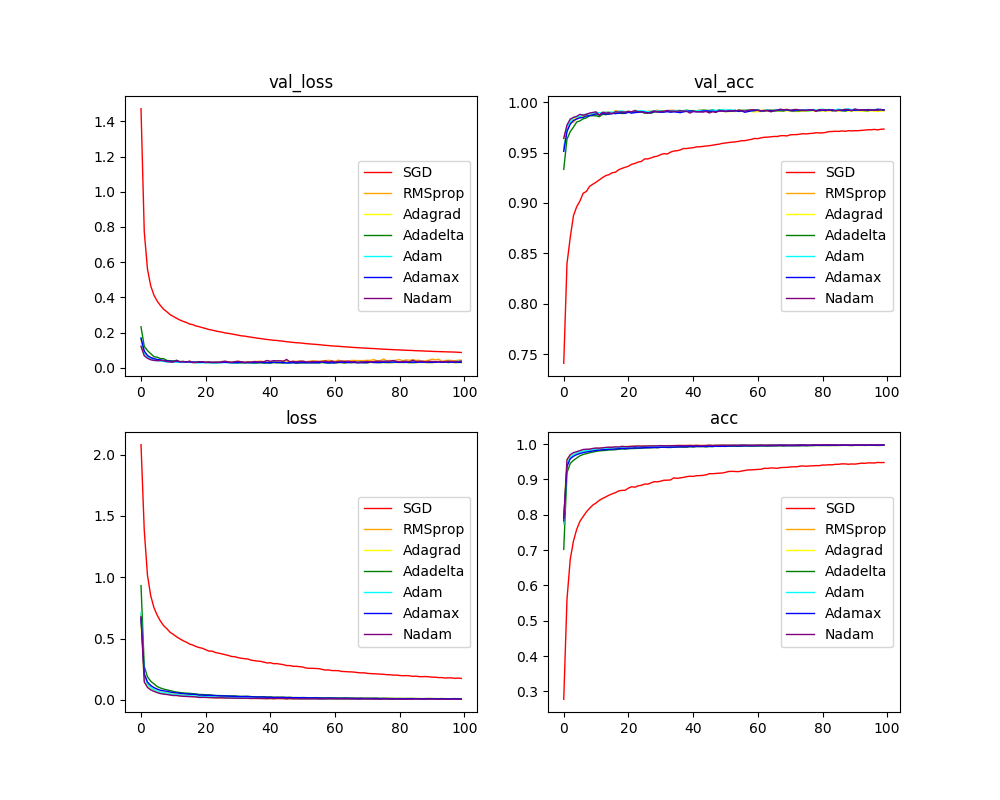 val_loss
1.4
1.2
1.0
0.8
0.6
0.4
0.2
0.0
0 20 40 60 80 100
SGD
RMSprop
Adagrad
Adadelta
Adam
Adamax
Nadam
val_acc
1.00
0.95
0.90
0.85
0.80
0.75
0 20 40 60 80 100
SGD
RMSprop
Adagrad
Adadelta
Adam
Adamax
Nadam
loss
2.0
1.5
1.0
0.5
0.0
0 20 40 60 80 100
SGD
RMSprop
Adagrad
Adadelta
Adam
Adamax
Nadam
acc
1.0
0.9
0.8
0.7
0.6
0.5
0.4
0.3
0 20 40 60 80 100
SGD
RMSprop
Adagrad
Adadelta
Adam
Adamax
Nadam